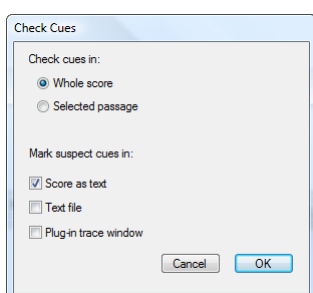 Check Cues
Check cues in:
Whole score
Selected passage
Mark suspect cues in:
Score as text
Text file
Plug-in trace window
Cancel OK